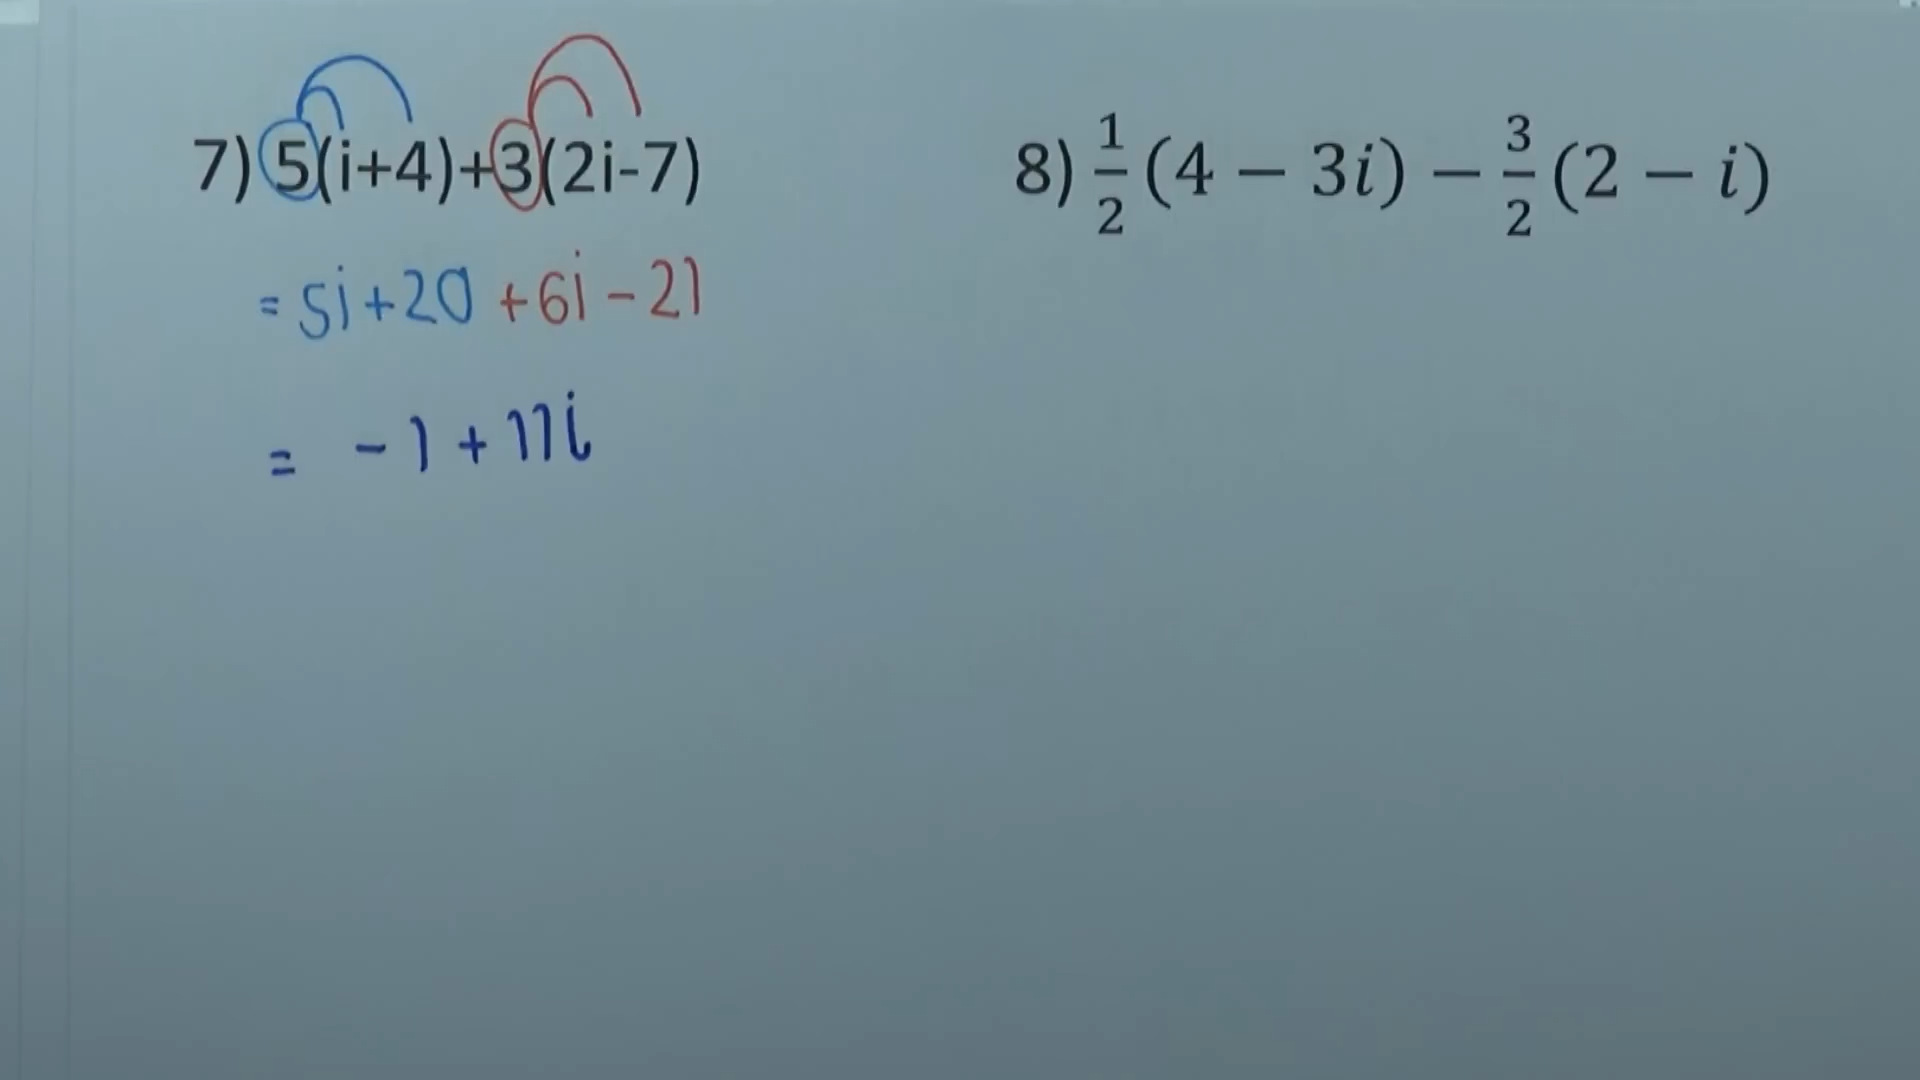 7) 5(i+4)+3(2i-7)
= 5i+20 +6i-21
= -1+11i
8) 1/2 (4 − 3i) − 3/2 (2 − i)